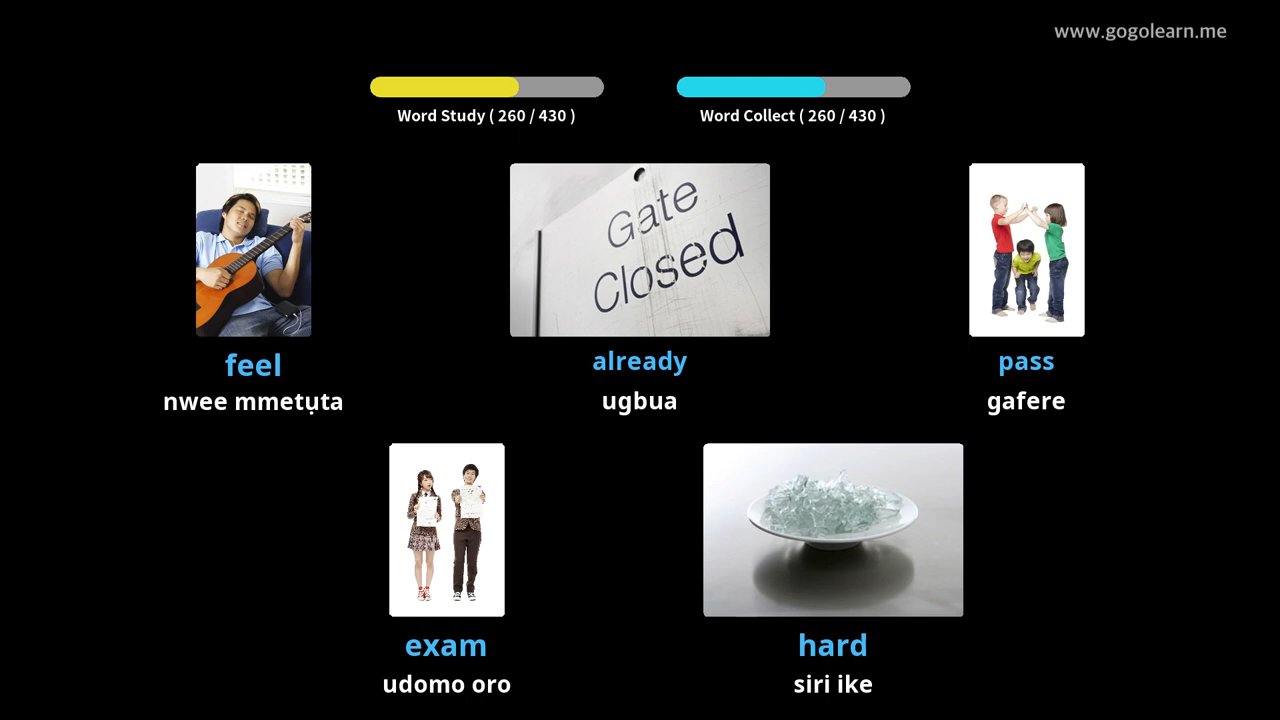 www.gogolearn.me
Word Study ( 260 / 430 )
Word Collect ( 260 / 430 )
Gate
Closed
feel
nwee mmetụta
already
ugbua
pass
gafere
exam
udomo oro
hard
siri ike